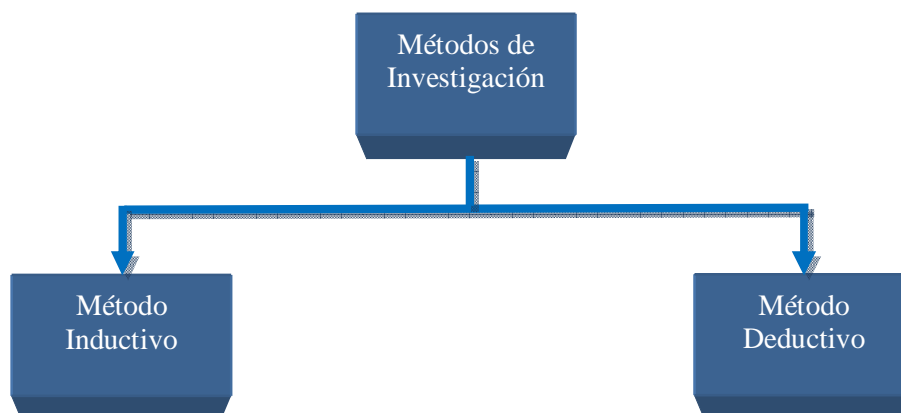 Métodos de
Investigación
Método
Inductivo
Método
Deductivo